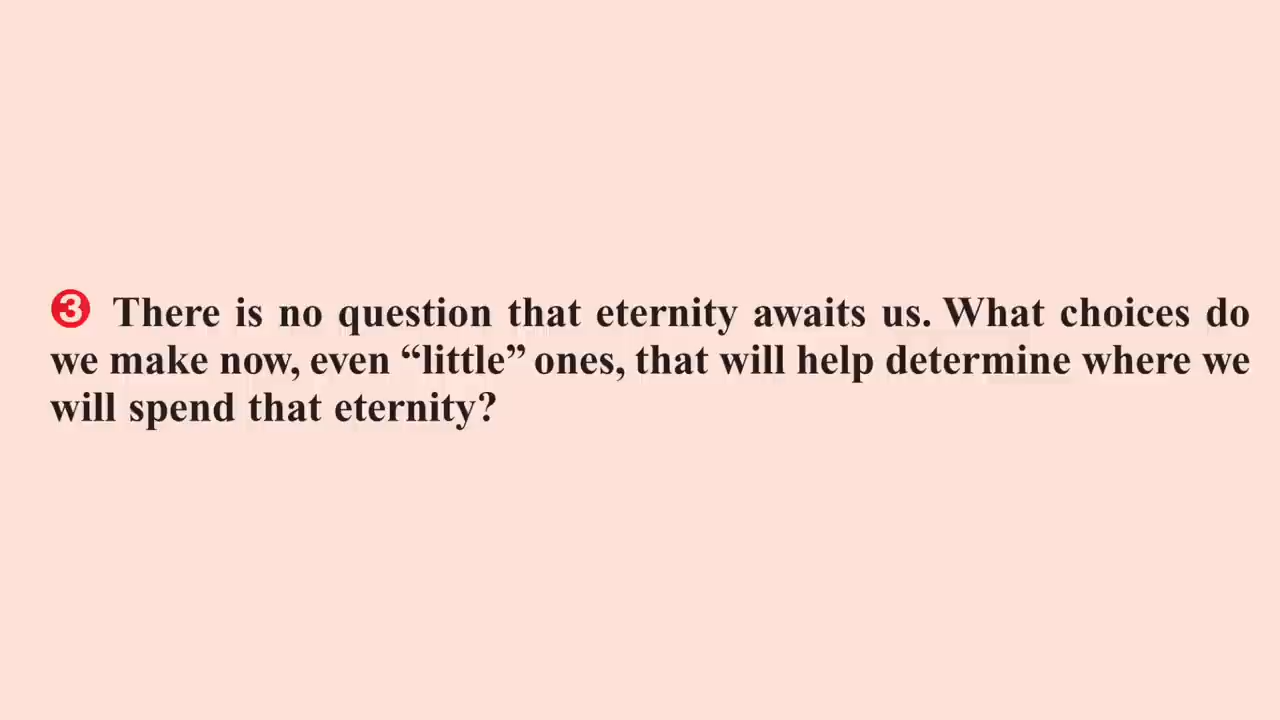 ❸ There is no question that eternity awaits us. What choices do
we make now, even “little” ones, that will help determine where we
will spend that eternity?